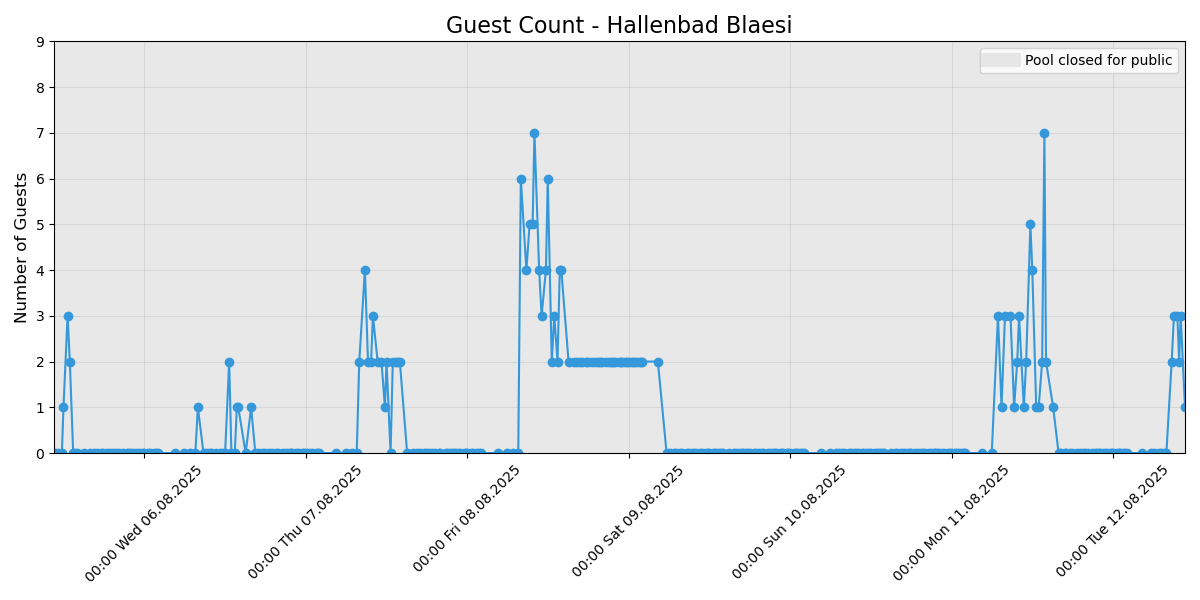 Guest Count - Hallenbad Blaesi
Pool closed for public
Number of Guests
9
8
7
6
5
4
3
2
1
0
00:00 Wed 06.08.2025
00:00 Thu 07.08.2025
00:00 Fri 08.08.2025
00:00 Sat 09.08.2025
00:00 Sun 10.08.2025
00:00 Mon 11.08.2025
00:00 Tue 12.08.2025